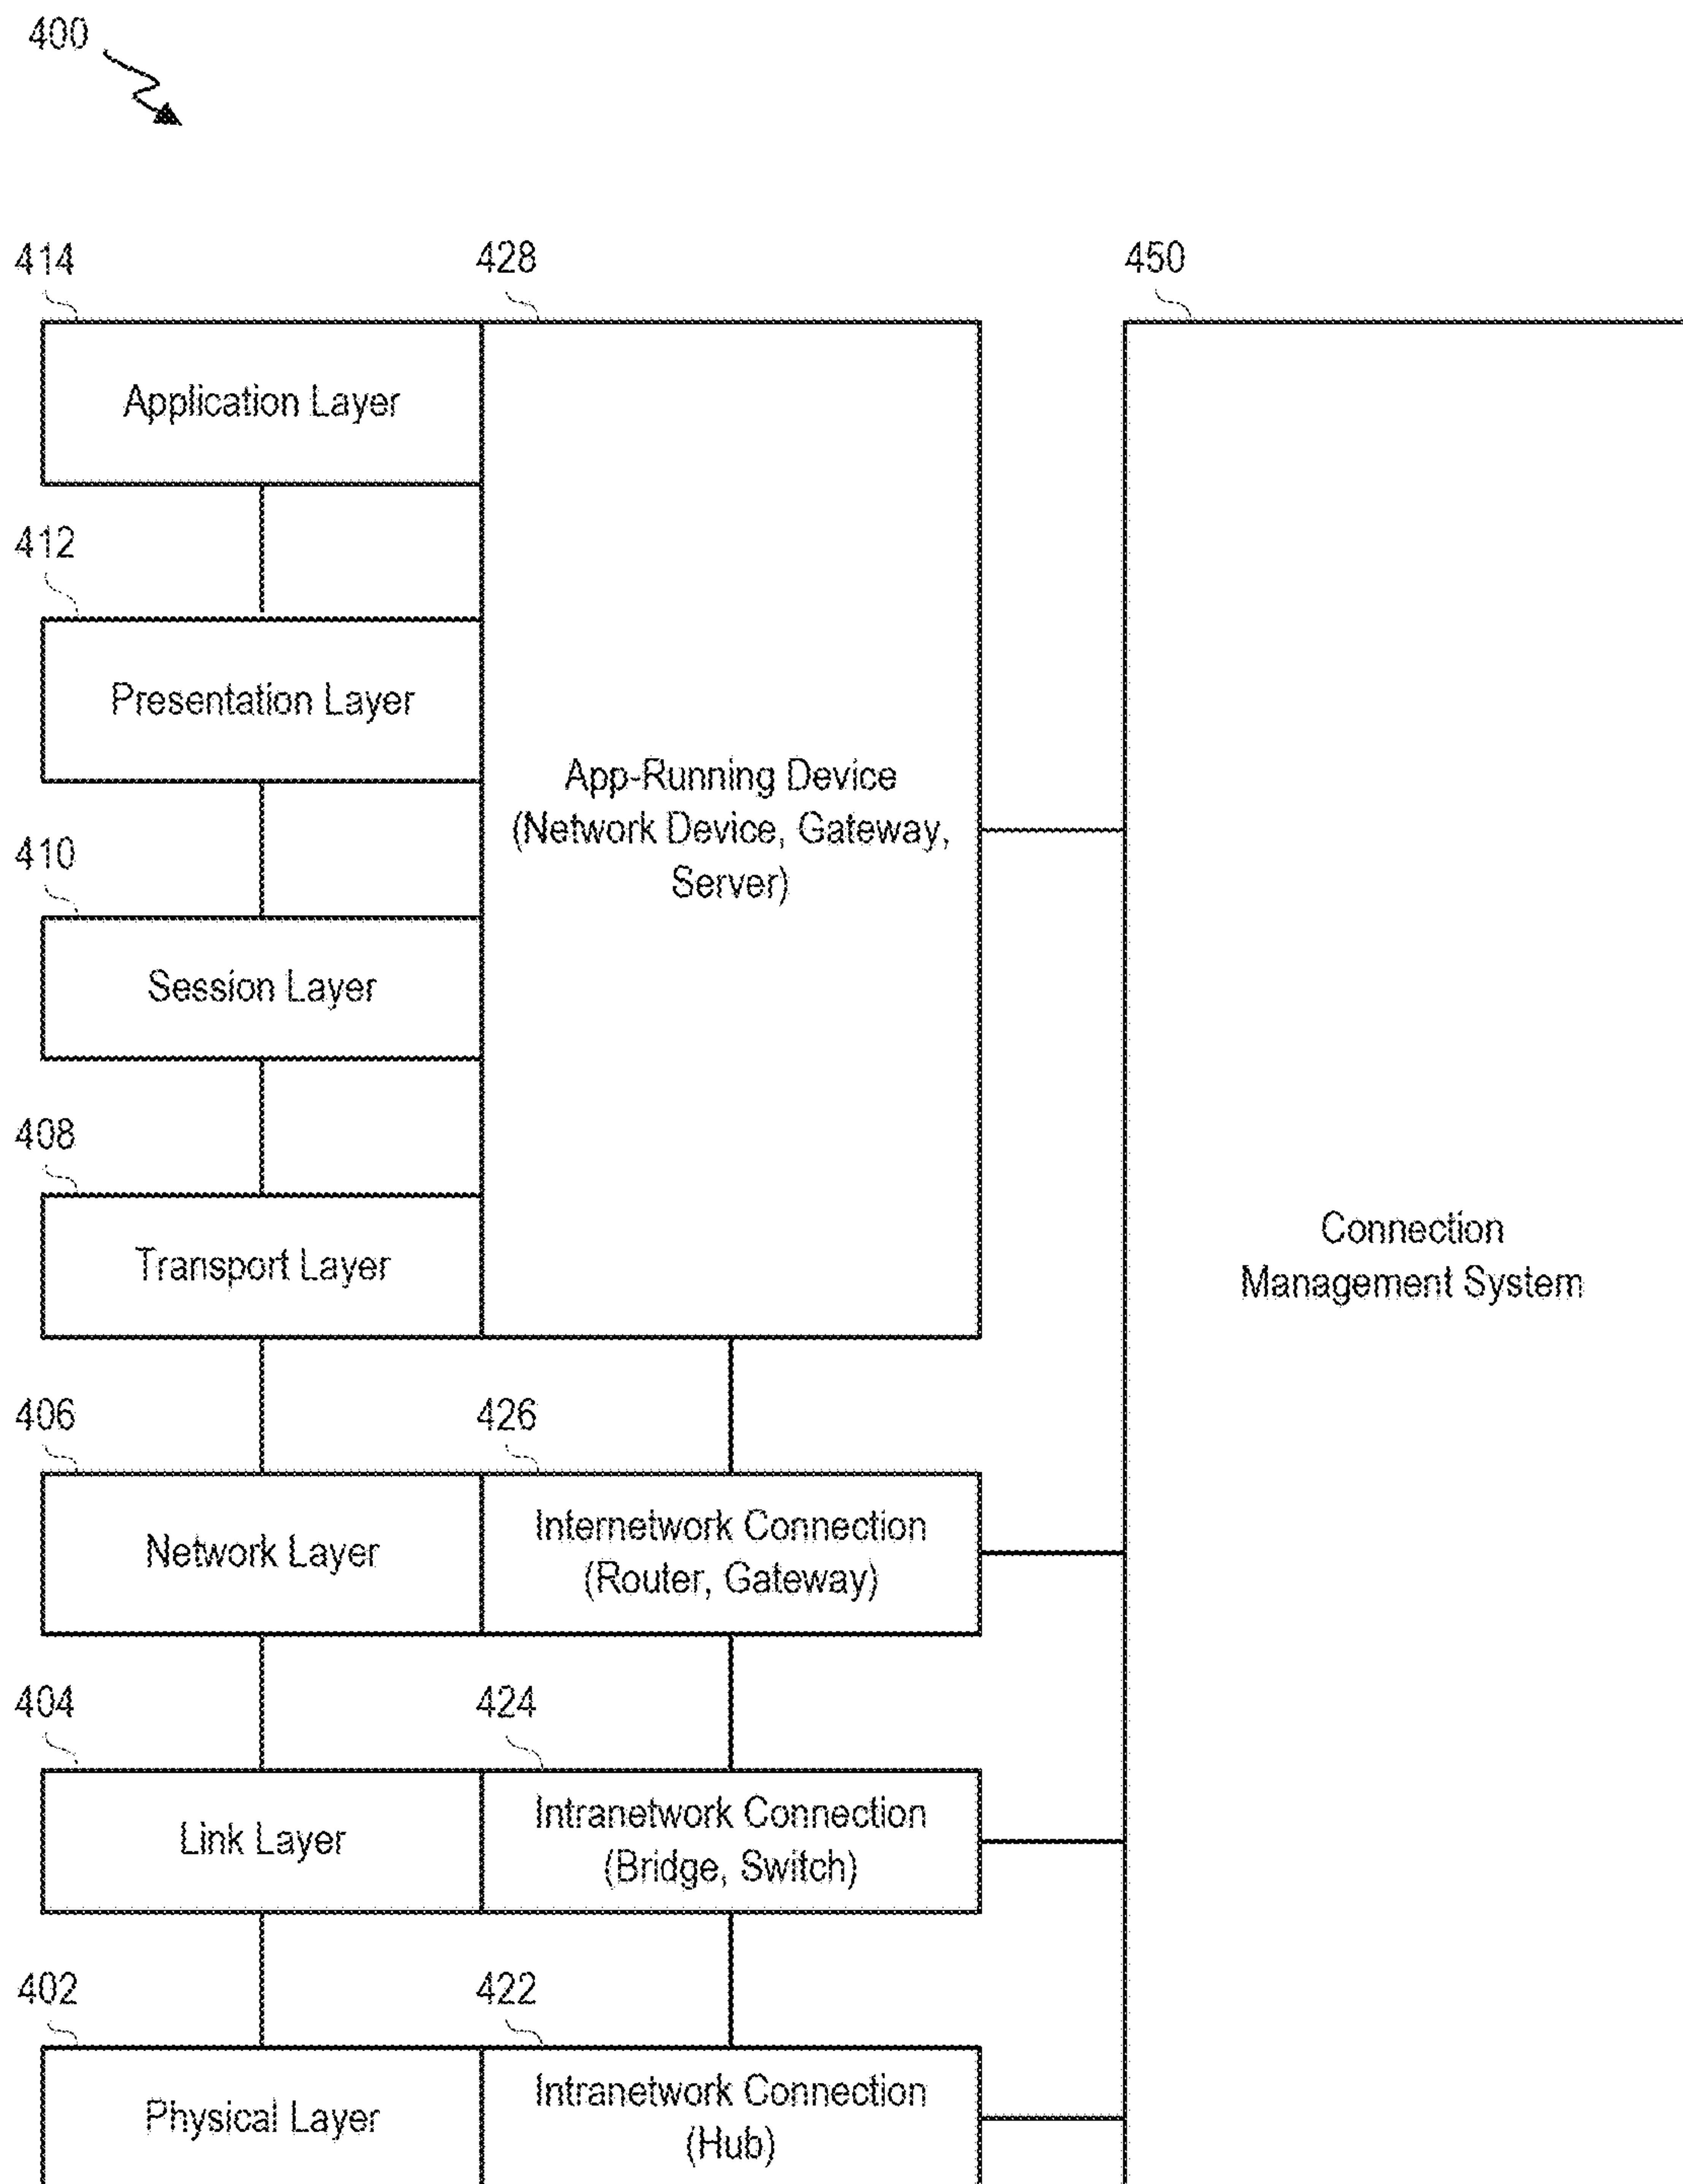 400
414
428
450
Application Layer
412
Presentation Layer
App-Running Device
(Network Device, Gateway,
Server)
410
Session Layer
408
Transport Layer
Connection
Management System
406
426
Network Layer
Internetwork Connection
(Router, Gateway)
404
424
Link Layer
Intranetwork Connection
(Bridge, Switch)
402
422
Physical Layer
Intranetwork Connection
(Hub)